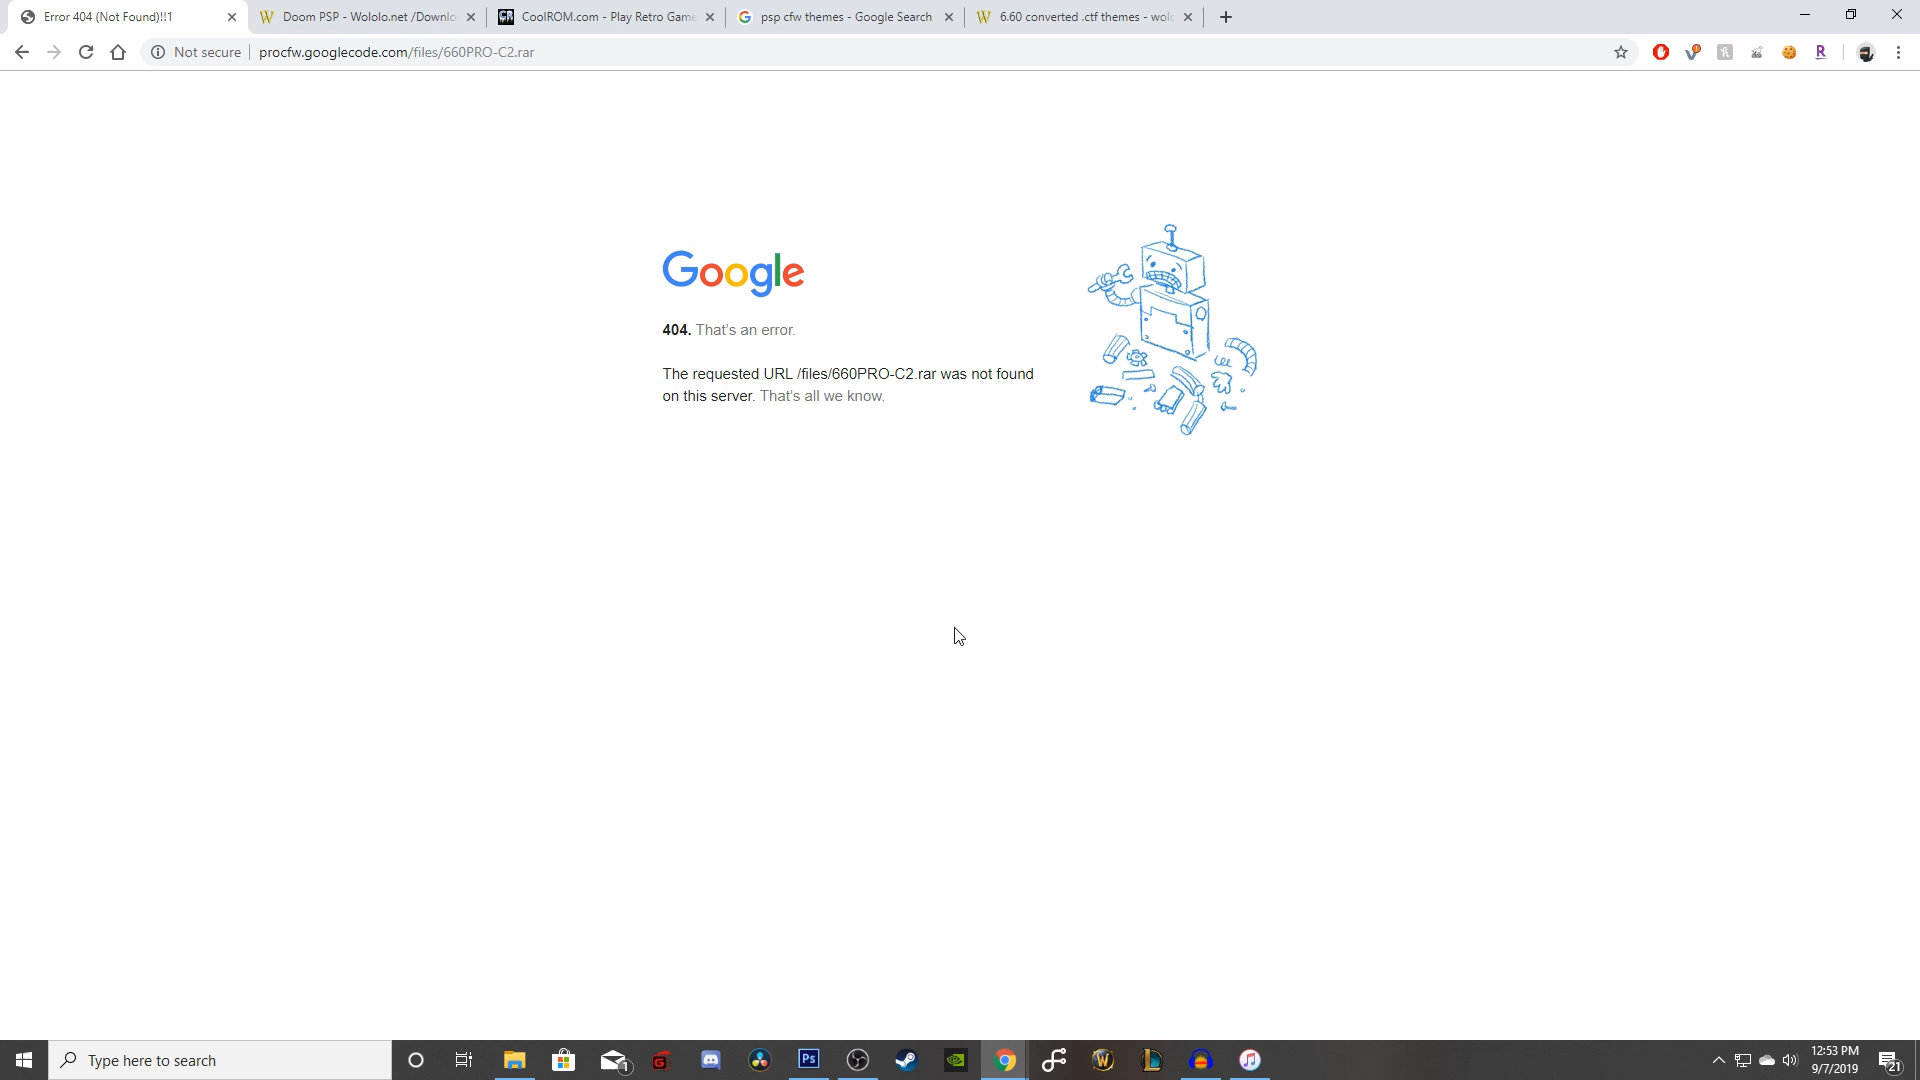 Error 404 (Not Found)!!1
Doom PSP - Wololo.net /Downlo
CoolROM.com - Play Retro Game
psp cfw themes - Google Search
6.60 converted .ctf themes - wolo
Not secure
procfw.googlecode.com/files/660PRO-C2.rar
Google
404. That's an error.
The requested URL /files/660PRO-C2.rar was not found
on this server. That's all we know.
Type here to search
12:53 PM
9/7/2019
21